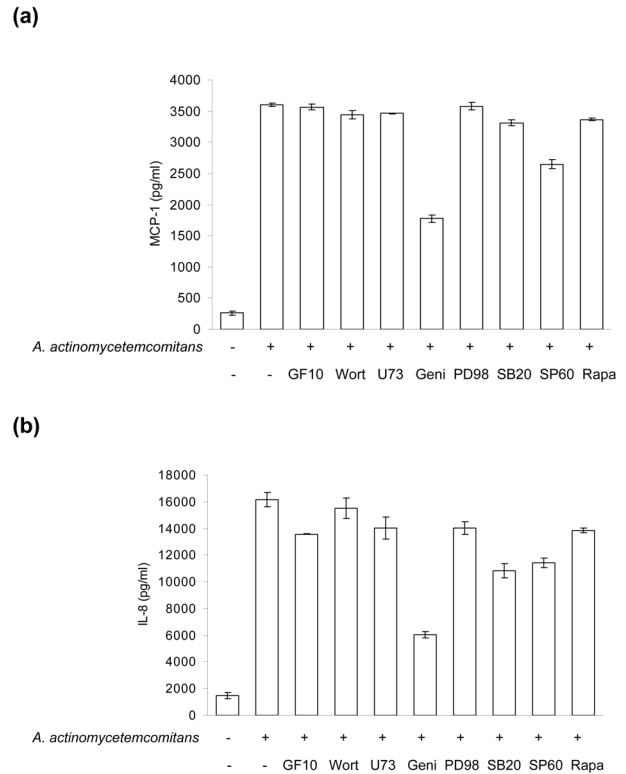 (a)
4000
3500
3000
2500
2000
1500
1000
500
0
MCP-1 (pg/ml)
A. actinomycetemcomitans - + + + + + + + + +
- - GF10 Wort U73 Geni PD98 SB20 SP60 Rapa
(b)
18000
16000
14000
12000
10000
8000
6000
4000
2000
0
IL-8 (pg/ml)
A. actinomycetemcomitans - + + + + + + + + +
- - GF10 Wort U73 Geni PD98 SB20 SP60 Rapa